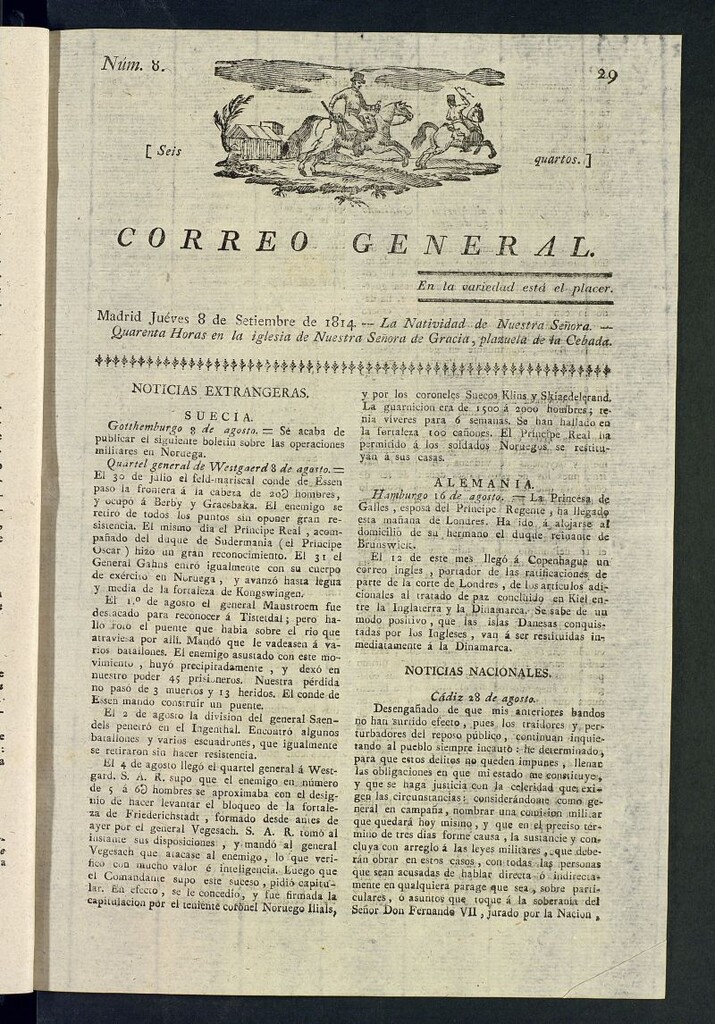 Núm. 8.
29
[ Seis
quartos. ]
CORREO GENERAL.
En la variedad está el placer.
Madrid Juéves 8 de Setiembre de 1814. — La Natividad de Nuestra Señora. —
Quarenta Horas en la iglesia de Nuestra Señora de Gracia, plazuela de la Cebada.
NOTICIAS EXTRANGERAS.
SUECIA.
Gotthemburgo 8 de agosto. = Se acaba de
publicar el siguiente boletin sobre las operaciones
militares en Noruega.
Quartel general de Westgaerd 8 de agosto. =
El 30 de julio el feld-mariscal conde de Essen
pasó la frontera á la cabeza de 20Ɔ hombres,
y ocupó á Berby y Graesbaka. El enemigo se
retiró de todos los puntos sin oponer gran re-
sistencia. El mismo dia el Príncipe Real, acom-
pañado del duque de Sudermania (el Príncipe
Oscar) hizo un gran reconocimiento. El 31 el
General Gahns entró igualmente con su cuerpo
de exército en Noruega, y avanzó hasta legua
y media de la fortaleza de Kongswingen.
El 1.º de agosto el general Maustroem fue
destacado para reconocer á Tistetdal; pero ha-
lló roto el puente que habia sobre el rio que
atraviesa por allí. Mandó que le vadeasen á va-
rios batallones. El enemigo asustado con este mo-
vimiento, huyó precipitadamente, y dexó en
nuestro poder 45 prisioneros. Nuestra pérdida
no pasó de 3 muertos y 13 heridos. El conde de
Essen mandó construir un puente.
El 2 de agosto la division del general Saen-
dels penetró en el Ingenthal. Encontró algunos
batallones y varios escuadrones, que igualmente
se retiraron sin hacer resistencia.
El 4 de agosto llegó el quartel general á West-
gard. S. A. R. supo que el enemigo en número
de 5 á 6Ɔ hombres se aproximaba con el desig-
nio de hacer levantar el bloqueo de la fortale-
za de Friederichstadt, formado desde antes de
ayer por el general Vegesach. S. A. R. tomó al
instante sus disposiciones, y mandó al general
Vegesach que atacase al enemigo, lo que verifi-
có con mucho valor é inteligencia. Luego que
el Comandante supo este suceso, pidió capitu-
lar. En efecto, se le concedió, y fue firmada la
capitulacion por el teniente coronel Noruego Ilials,
y por los coroneles Suecos Klins y Skiaedelerand.
La guarnicion era de 1500 á 2000 hombres; te-
nia víveres para 6 semanas. Se han hallado en
la fortaleza 100 cañones. El Príncipe Real ha
permitido á los soldados Noruegos se restitu-
yan á sus casas.
ALEMANIA.
Hamburgo 16 de agosto. — La Princesa de
Galles, esposa del Príncipe Regente, ha llegado
esta mañana de Londres. Ha ido á alojarse al
domicilio de su hermano el duque reinante de
Brunswick.
El 12 de este mes llegó á Copenhague un
correo ingles, portador de las ratificaciones de
parte de la corte de Londres, de los artículos adi-
cionales al tratado de paz concluido en Kiel en-
tre la Inglaterra y la Dinamarca. Se sabe de un
modo positivo, que las islas Danesas conquis-
tadas por los Ingleses, van á ser restituidas in-
mediatamente á la Dinamarca.
NOTICIAS NACIONALES.
Cádiz 28 de agosto.
Desengañado de que mis anteriores bandos
no han surtido efecto, pues los traidores y per-
turbadores del reposo público, continuan inquie-
tando al pueblo siempre incauto: he determinado,
para que estos delitos no queden impunes, llenar
las obligaciones en que mi estado me constituye,
y que se haga justicia con la celeridad que exi-
gen las circunstancias: considerándome como ge-
neral en campaña, nombrar una comision militar
que quedará hoy mismo, y que en el preciso tér-
mino de tres dias forme causa, la sustancie y con-
cluya con arreglo á las leyes militares, que debe-
rán obrar en estos casos, con todas las personas
que sean acusadas de hablar directa ó indirecta-
mente en qualquiera parage que sea, sobre parti-
culares, ó asuntos que toque á la soberanía del
Señor Don Fernando VII, jurado por la Nacion,